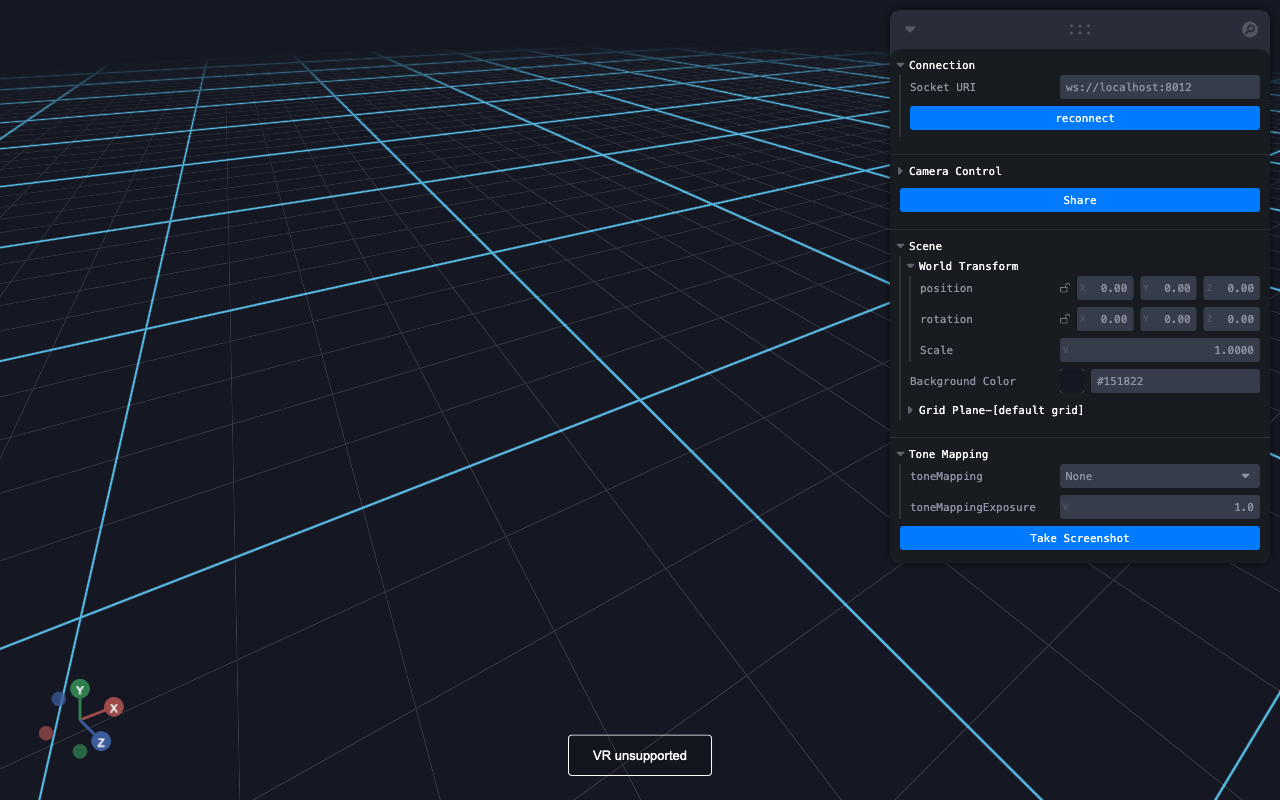 Connection
Socket URI ws://localhost:8012
reconnect
Camera Control
Share
Scene
World Transform
position X 0.00 Y 0.00 Z 0.00
rotation X 0.00 Y 0.00 Z 0.00
Scale V 1.0000
Background Color #151822
Grid Plane—[default grid]
Tone Mapping
toneMapping None
toneMappingExposure V 1.0
Take Screenshot
Y
X
Z
VR unsupported